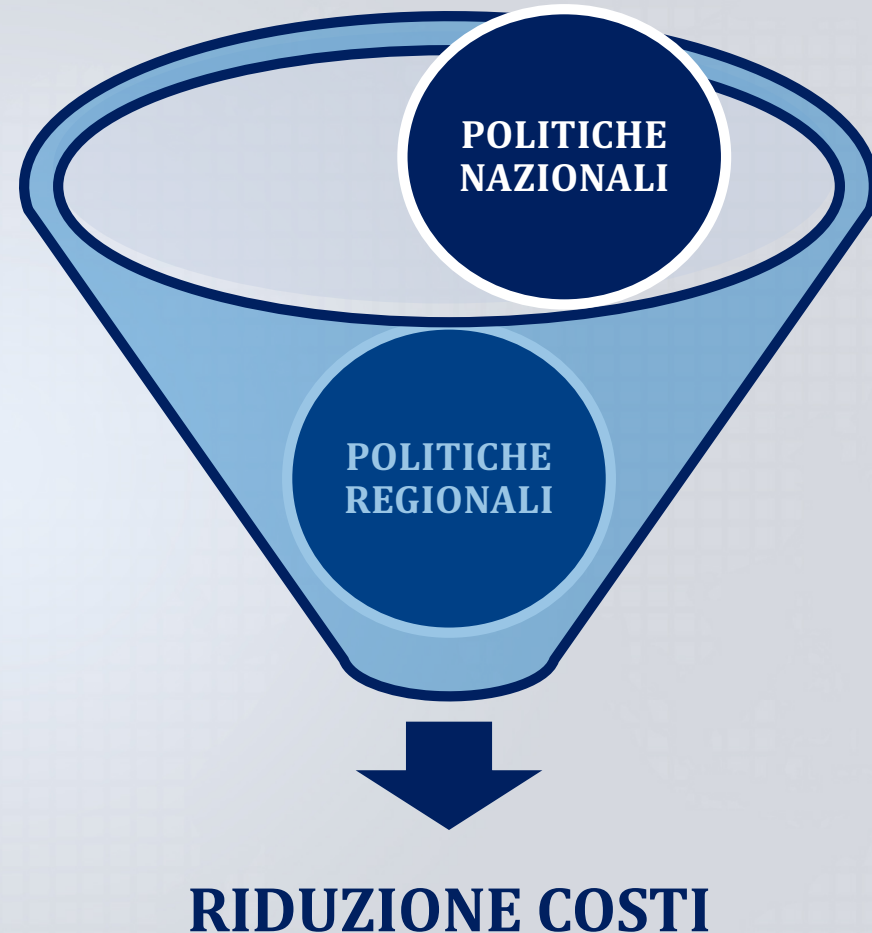 POLITICHE
NAZIONALI
POLITICHE
REGIONALI
RIDUZIONE COSTI